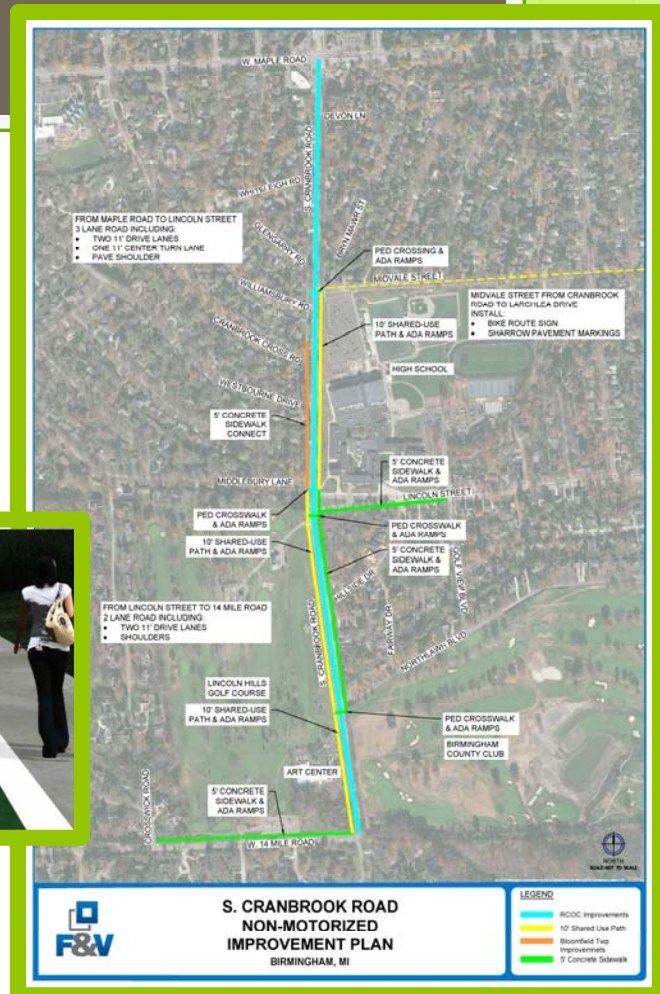 W. MAPLE ROAD
DEVON LN
S. CRANBROOK ROAD
WHITELEIGH RD
BRYN MAWR ST
FROM MAPLE ROAD TO LINCOLN STREET
3 LANE ROAD INCLUDING:
• TWO 11' DRIVE LANES
• ONE 11' CENTER TURN LANE
• PAVE SHOULDER
GLENGARRY RD
PED CROSSING &
ADA RAMPS
MIDVALE STREET
WILLIAMSBURY RD
MIDVALE STREET FROM CRANBROOK
ROAD TO LARCHLEA DRIVE
INSTALL:
• BIKE ROUTE SIGN
• SHARROW PAVEMENT MARKINGS
10' SHARED-USE
PATH & ADA RAMPS
CRANBROOK CROSS RD
HIGH SCHOOL
WESTBOURNE DRIVE
5' CONCRETE
SIDEWALK
CONNECT
5' CONCRETE
SIDEWALK &
ADA RAMPS
MIDDLEBURY LANE
LINCOLN STREET
PED CROSSWALK
& ADA RAMPS
PED CROSSWALK
& ADA RAMPS
10' SHARED-USE
PATH & ADA RAMPS
5' CONCRETE
SIDEWALK &
ADA RAMPS
HILLSIDE DR
GOLF VIEW BLVD
FROM LINCOLN STREET TO 14 MILE ROAD
2 LANE ROAD INCLUDING:
• TWO 11' DRIVE LANES
• SHOULDERS
FAIRWAY DR
S. CRANBROOK ROAD
NORTHLAWN BLVD
LINCOLN HILLS
GOLF COURSE
10' SHARED-USE
PATH & ADA RAMPS
PED CROSSWALK
& ADA RAMPS
BIRMINGHAM
COUNTY CLUB
ART CENTER
5' CONCRETE
SIDEWALK &
ADA RAMPS
CROSSWICK ROAD
W. 14 MILE ROAD
NORTH
SCALE: NOT TO SCALE
F&V
S. CRANBROOK ROAD
NON-MOTORIZED
IMPROVEMENT PLAN
BIRMINGHAM, MI
LEGEND
RCOC Improvements
10' Shared Use Path
Bloomfield Twp
Improvemnets
5' Concrete Sidewalk